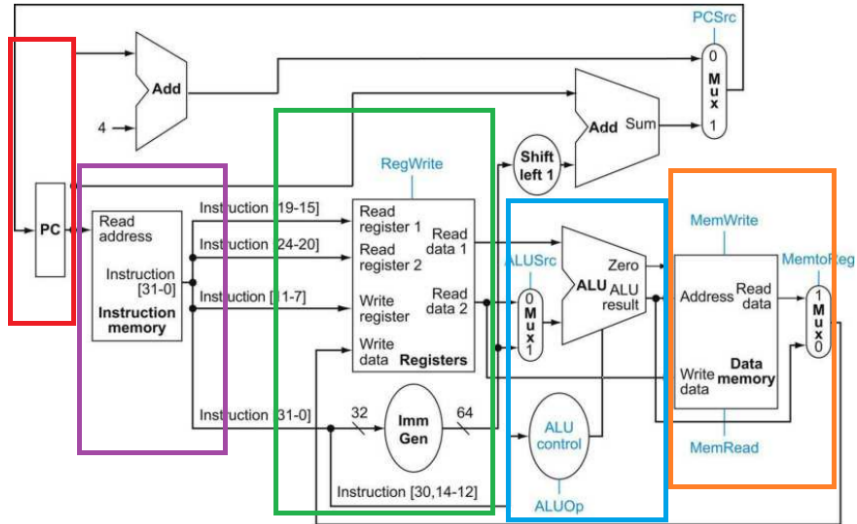 PCSrc
Add
4
Add
Sum
0
Mux
1
Shift
left 1
RegWrite
PC
Read
address
Instruction
[31-0]
Instruction
memory
Instruction [19-15]
Instruction [24-20]
Instruction [11-7]
Instruction [31-0]
Instruction [30,14-12]
Read
register 1
Read
register 2
Write
register
Write
data
Read
data 1
Read
data 2
Registers
32
Imm
Gen
64
ALUSrc
0
Mux
1
Zero
ALU
ALU
result
ALU
control
ALUOp
MemWrite
Address
Read
data
Write
data
Data
memory
MemRead
MemtoReg
1
Mux
0